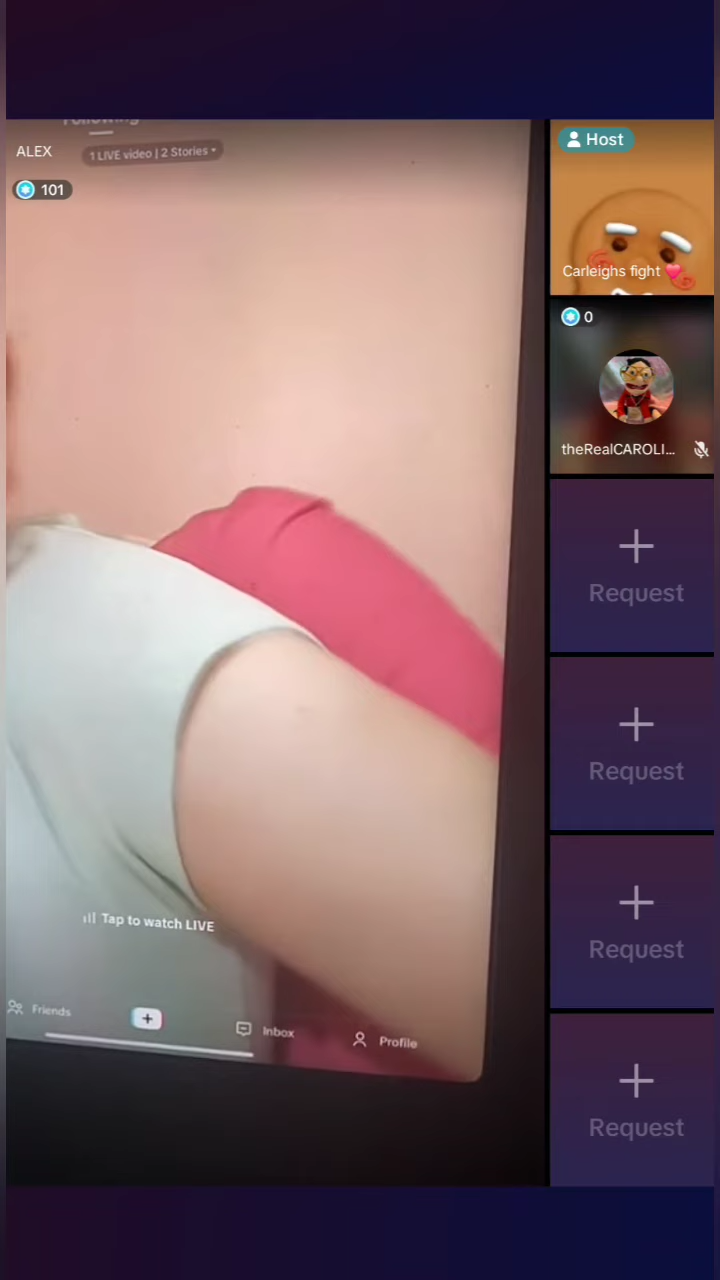 Following
ALEX
1 LIVE video | 2 Stories
101
Tap to watch LIVE
Friends
Inbox
Profile
Host
Carleighs fight
0
theRealCAROLI...
Request
Request
Request
Request